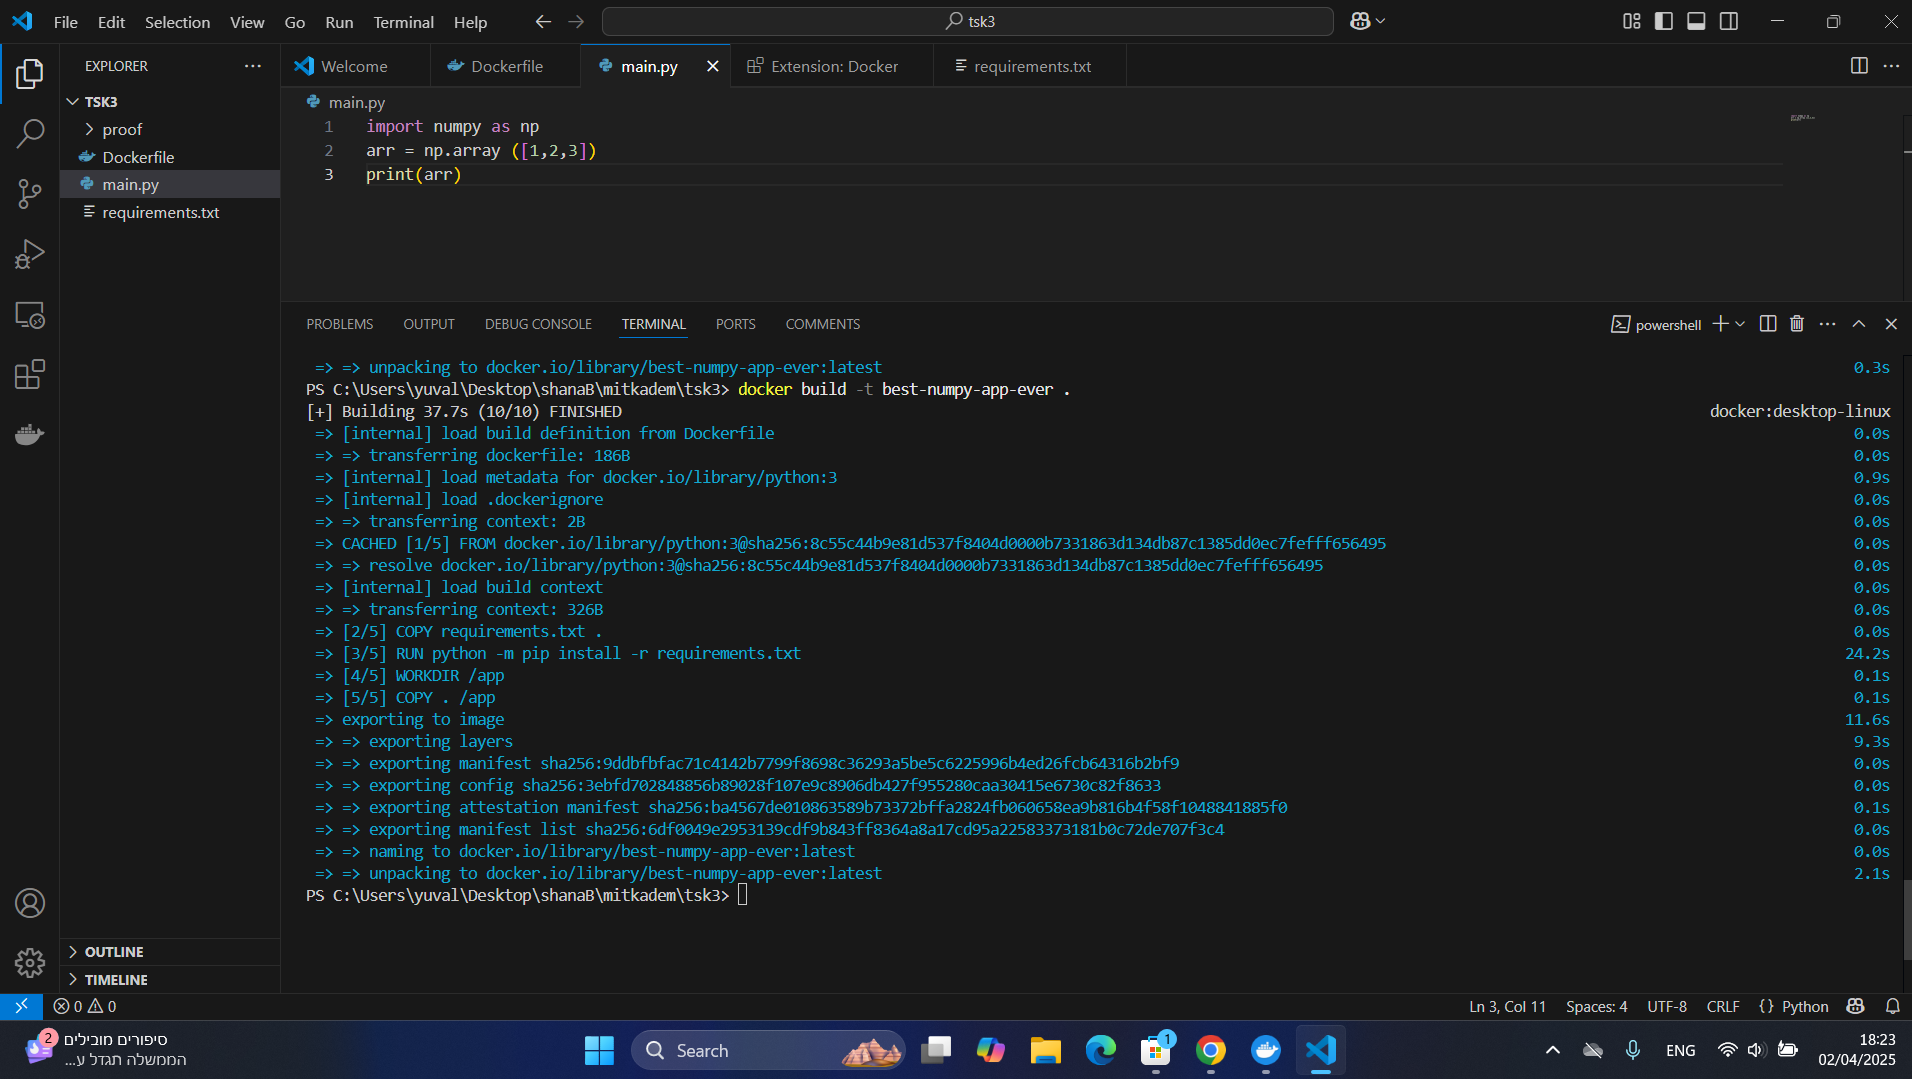 File Edit Selection View Go Run Terminal Help
tsk3
EXPLORER
Welcome
Dockerfile
main.py
Extension: Docker
requirements.txt
TSK3
proof
Dockerfile
main.py
requirements.txt
OUTLINE
TIMELINE
main.py
1 import numpy as np
2 arr = np.array ([1,2,3])
3 print(arr)
PROBLEMS OUTPUT DEBUG CONSOLE TERMINAL PORTS COMMENTS
powershell
=> => unpacking to docker.io/library/best-numpy-app-ever:latest 0.3s
PS C:\Users\yuval\Desktop\shanaB\mitkadem\tsk3> docker build -t best-numpy-app-ever .
[+] Building 37.7s (10/10) FINISHED docker:desktop-linux
=> [internal] load build definition from Dockerfile 0.0s
=> => transferring dockerfile: 186B 0.0s
=> [internal] load metadata for docker.io/library/python:3 0.9s
=> [internal] load .dockerignore 0.0s
=> => transferring context: 2B 0.0s
=> CACHED [1/5] FROM docker.io/library/python:3@sha256:8c55c44b9e81d537f8404d0000b7331863d134db87c1385dd0ec7fefff656495 0.0s
=> => resolve docker.io/library/python:3@sha256:8c55c44b9e81d537f8404d0000b7331863d134db87c1385dd0ec7fefff656495 0.0s
=> [internal] load build context 0.0s
=> => transferring context: 326B 0.0s
=> [2/5] COPY requirements.txt . 0.0s
=> [3/5] RUN python -m pip install -r requirements.txt 24.2s
=> [4/5] WORKDIR /app 0.1s
=> [5/5] COPY . /app 0.1s
=> exporting to image 11.6s
=> => exporting layers 9.3s
=> => exporting manifest sha256:9ddbfbfac71c4142b7799f8698c36293a5be5c6225996b4ed26fcb64316b2bf9 0.0s
=> => exporting config sha256:3ebfd702848856b89028f107e9c8906db427f955280caa30415e6730c82f8633 0.0s
=> => exporting attestation manifest sha256:ba4567de010863589b73372bffa2824fb060658ea9b816b4f58f1048841885f0 0.1s
=> => exporting manifest list sha256:6df0049e2953139cdf9b843ff8364a8a17cd95a22583373181b0c72de707f3c4 0.0s
=> => naming to docker.io/library/best-numpy-app-ever:latest 0.0s
=> => unpacking to docker.io/library/best-numpy-app-ever:latest 2.1s
PS C:\Users\yuval\Desktop\shanaB\mitkadem\tsk3>
0 0
Ln 3, Col 11 Spaces: 4 UTF-8 CRLF {} Python
2
סיפורים מובילים
הממשלה תגדל ע...
Search
1
ENG
18:23
02/04/2025